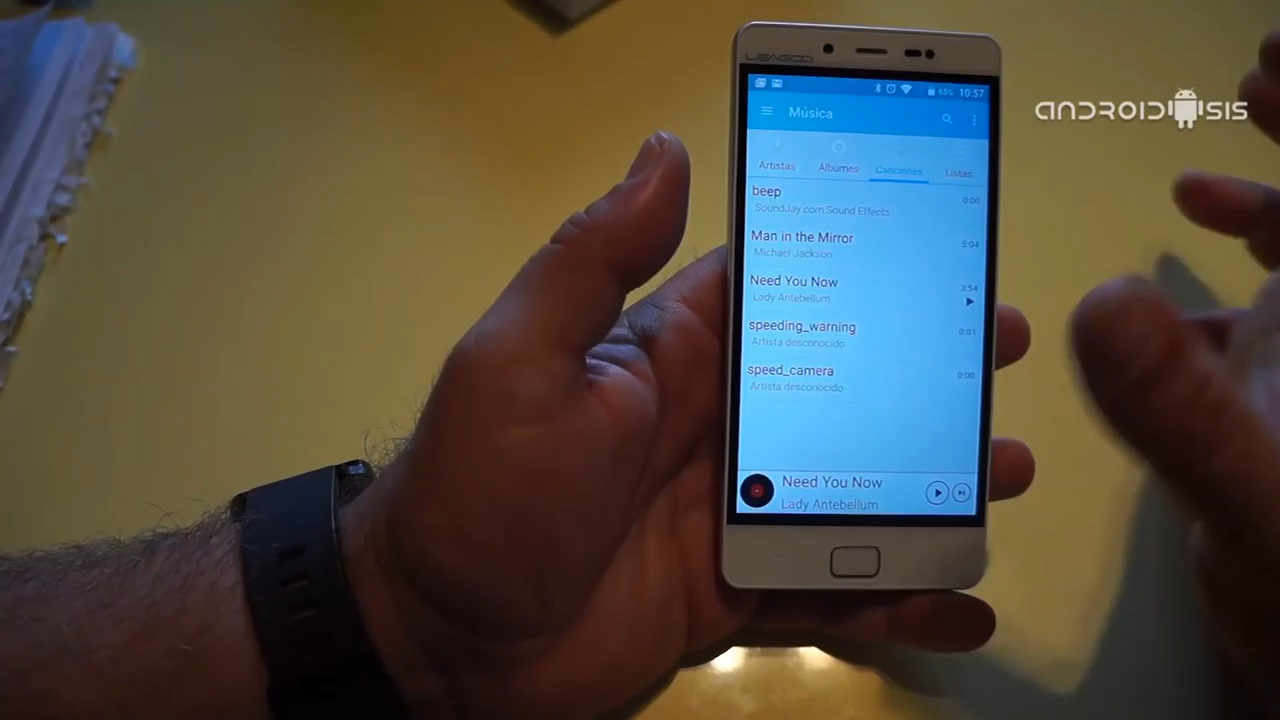 LEAGOO
65% 10:57
Música
Artistas Álbumes Canciones Listas
beep 0:00
SoundJay.com Sound Effects
Man in the Mirror 5:04
Michael Jackson
Need You Now 3:54
Lady Antebellum
speeding_warning 0:01
Artista desconocido
speed_camera 0:00
Artista desconocido
Need You Now
Lady Antebellum
ANDROIDSIS